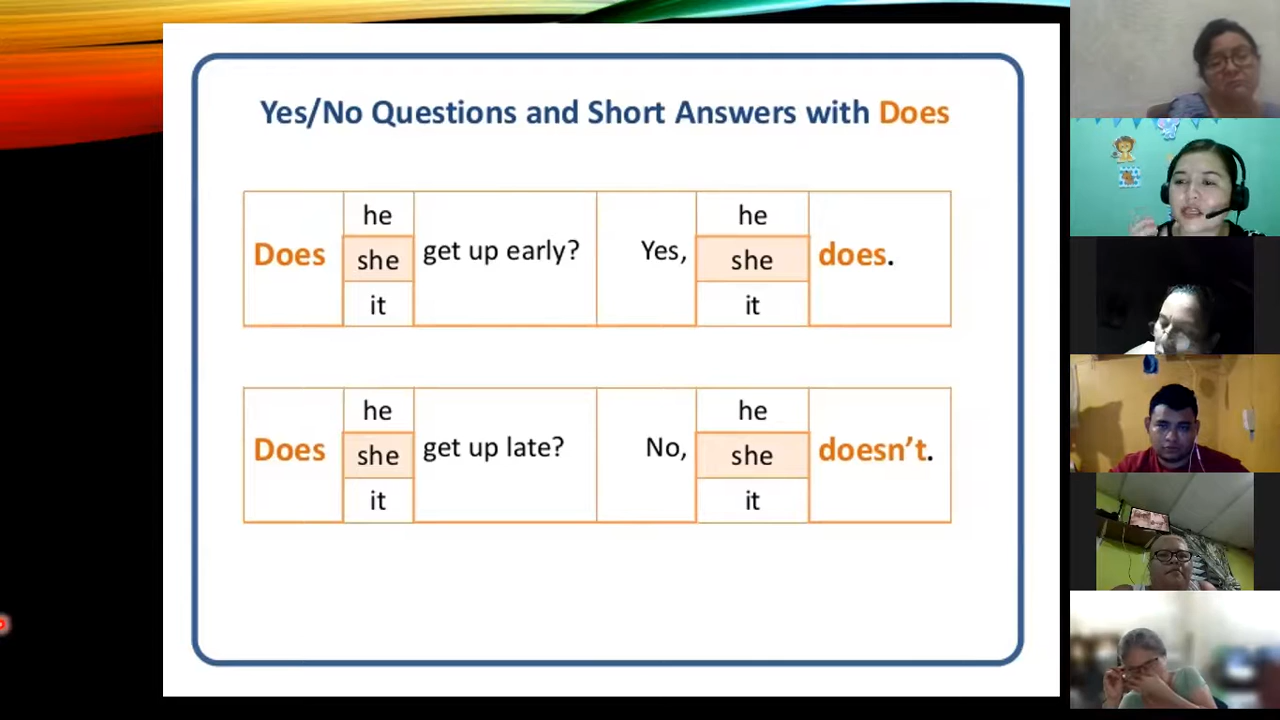 Yes/No Questions and Short Answers with Does
he he
Does she get up early? Yes, she does.
it it
he he
Does she get up late? No, she doesn't.
it it